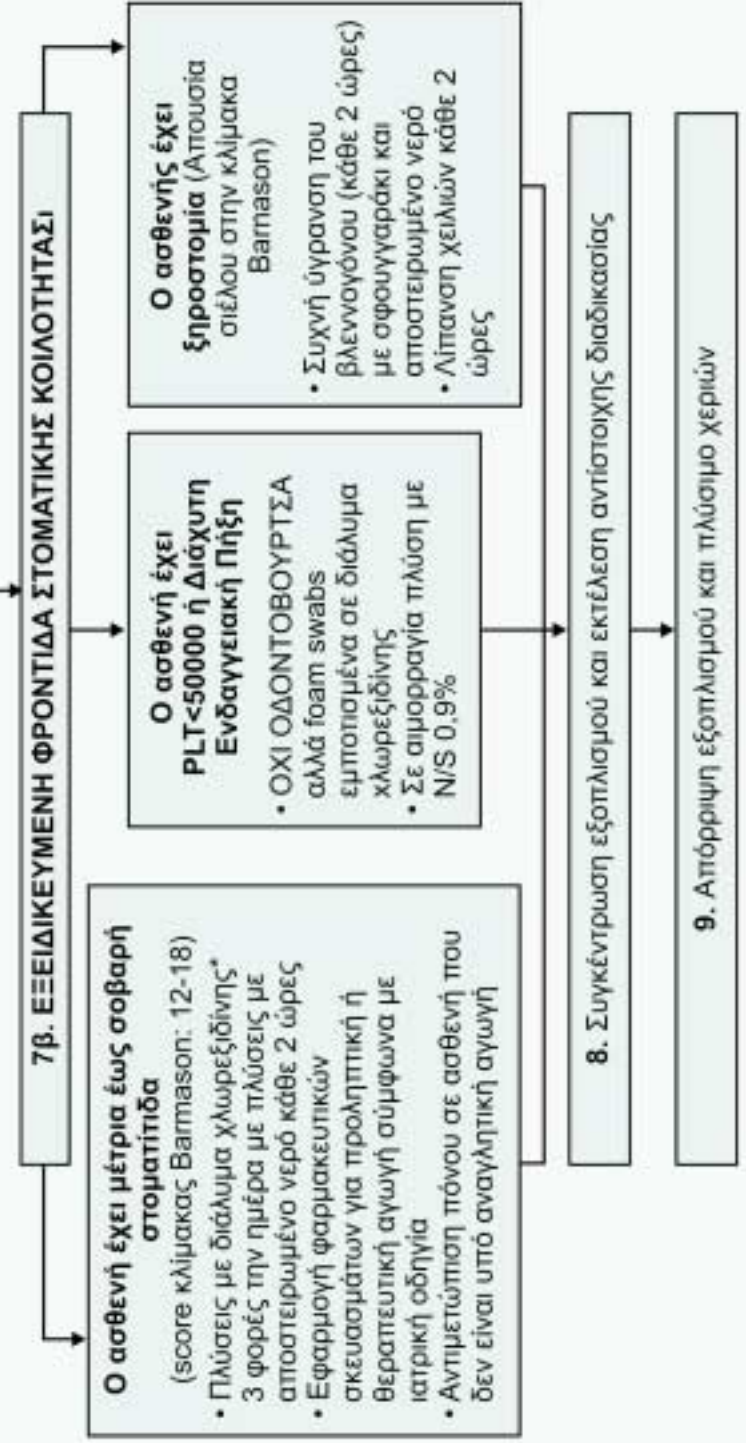 7β. ΕΞΕΙΔΙΚΕΥΜΕΝΗ ΦΡΟΝΤΙΔΑ ΣΤΟΜΑΤΙΚΗΣ ΚΟΙΛΟΤΗΤΑΣι
Ο ασθενή έχει μέτρια έως σοβαρή
στοματίτιδα
(score κλίμακας Barmason: 12-18)
• Πλύσεις με διάλυμα χλωρεξιδίνης*
3 φορές την ημέρα με πλύσεις με
αποστειρωμένο νερό κάθε 2 ώρες
• Εφαρμογή φαρμακευτικών
σκευασμάτων για προληπτική ή
θεραπευτική αγωγή σύμφωνα με
ιατρική οδηγία
• Αντιμετώπιση πόνου σε ασθενή που
δεν είναι υπό αναγλητική αγωγή
Ο ασθενή έχει
PLT<50000 ή Διάχυτη
Ενδαγγειακή Πήξη
• ΟΧΙ ΟΔΟΝΤΟΒΟΥΡΤΣΑ
αλλά foam swabs
εμποτισμένα σε διάλυμα
χλωρεξιδίνης
• Σε αιμορραγία πλύση με
N/S 0,9%
Ο ασθενής έχει
ξηροστομία (Απουσία
σιέλου στην κλίμακα
Barnason)
• Συχνή ύγρανση του
βλεννογόνου (κάθε 2 ώρες)
με σφουγγαράκι και
αποστειρωμένο νερό
• Λίπανση χειλιών κάθε 2
ώρες
8. Συγκέντρωση εξοπλισμού και εκτέλεση αντίστοιχης διαδικασίας
9. Απόρριψη εξοπλισμού και πλύσιμο χεριών